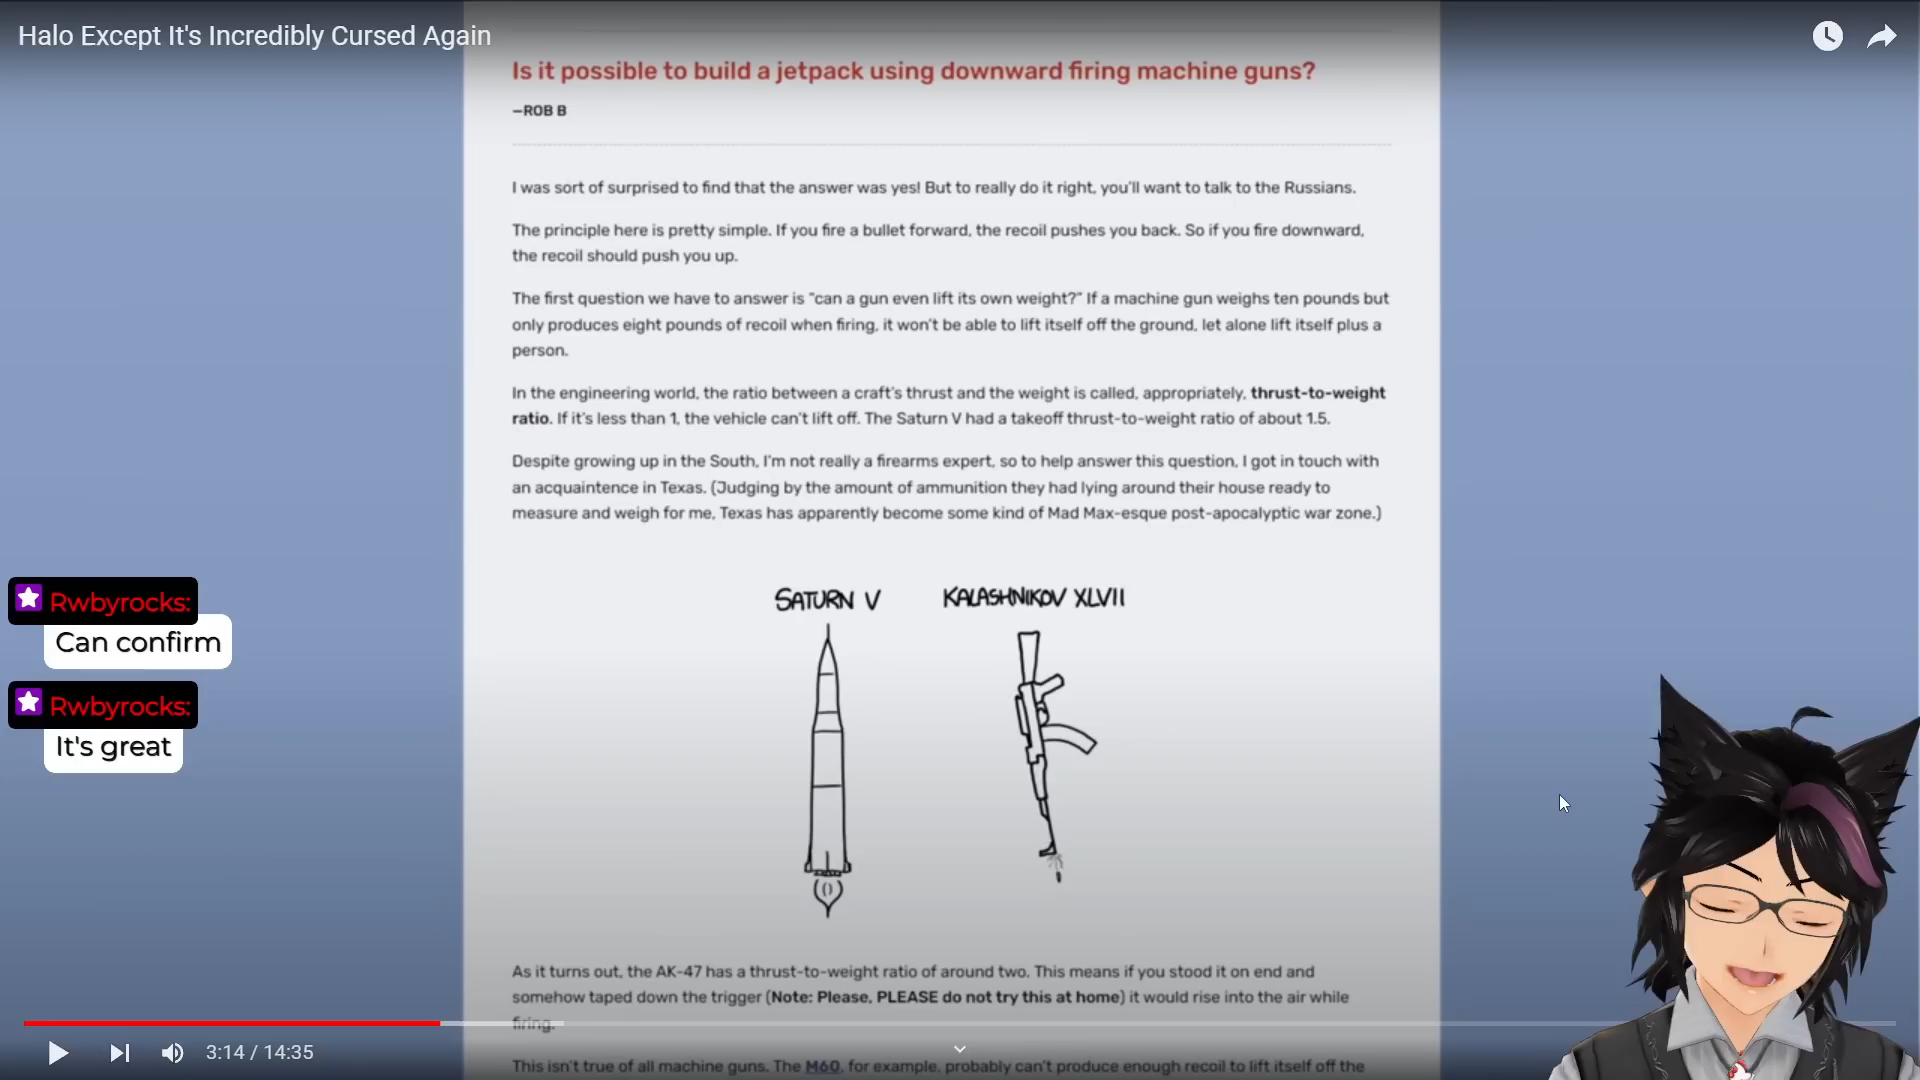 Halo Except It's Incredibly Cursed Again
Is it possible to build a jetpack using downward firing machine guns?
—ROB B
I was sort of surprised to find that the answer was yes! But to really do it right, you'll want to talk to the Russians.
The principle here is pretty simple. If you fire a bullet forward, the recoil pushes you back. So if you fire downward,
the recoil should push you up.
The first question we have to answer is "can a gun even lift its own weight?" If a machine gun weighs ten pounds but
only produces eight pounds of recoil when firing, it won't be able to lift itself off the ground, let alone lift itself plus a
person.
In the engineering world, the ratio between a craft's thrust and the weight is called, appropriately, thrust-to-weight
ratio. If it's less than 1, the vehicle can't lift off. The Saturn V had a takeoff thrust-to-weight ratio of about 1.5.
Despite growing up in the South, I'm not really a firearms expert, so to help answer this question, I got in touch with
an acquaintence in Texas. (Judging by the amount of ammunition they had lying around their house ready to
measure and weigh for me, Texas has apparently become some kind of Mad Max-esque post-apocalyptic war zone.)
Rwbyrocks:
Can confirm
Rwbyrocks:
It's great
SATURN V
KALASHNIKOV XLVII
As it turns out, the AK-47 has a thrust-to-weight ratio of around two. This means if you stood it on end and
somehow taped down the trigger (Note: Please, PLEASE do not try this at home) it would rise into the air while
firing.
This isn't true of all machine guns. The M60, for example, probably can't produce enough recoil to lift itself off the
3:14 / 14:35